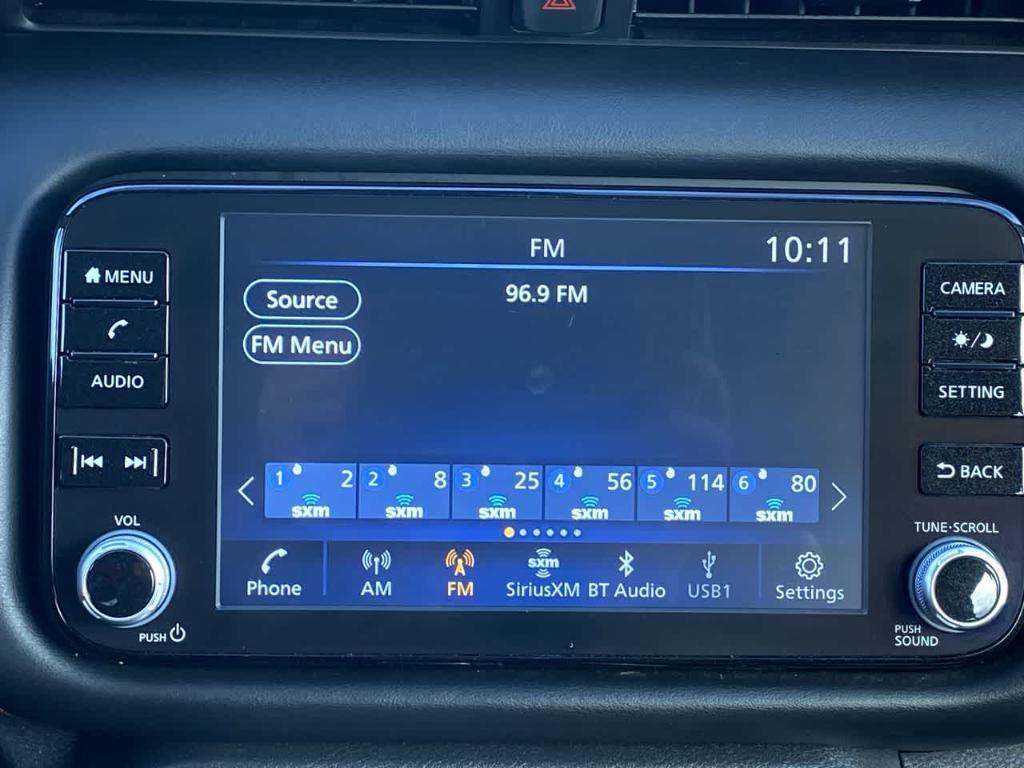 FM
10:11
96.9 FM
Source
FM Menu
MENU
AUDIO
VOL
PUSH
1 2 sxm
2 8 sxm
3 25 sxm
4 56 sxm
5 114 sxm
6 80 sxm
Phone
AM
FM
sxm
SiriusXM
BT Audio
USB1
Settings
CAMERA
SETTING
BACK
TUNE·SCROLL
PUSH
SOUND